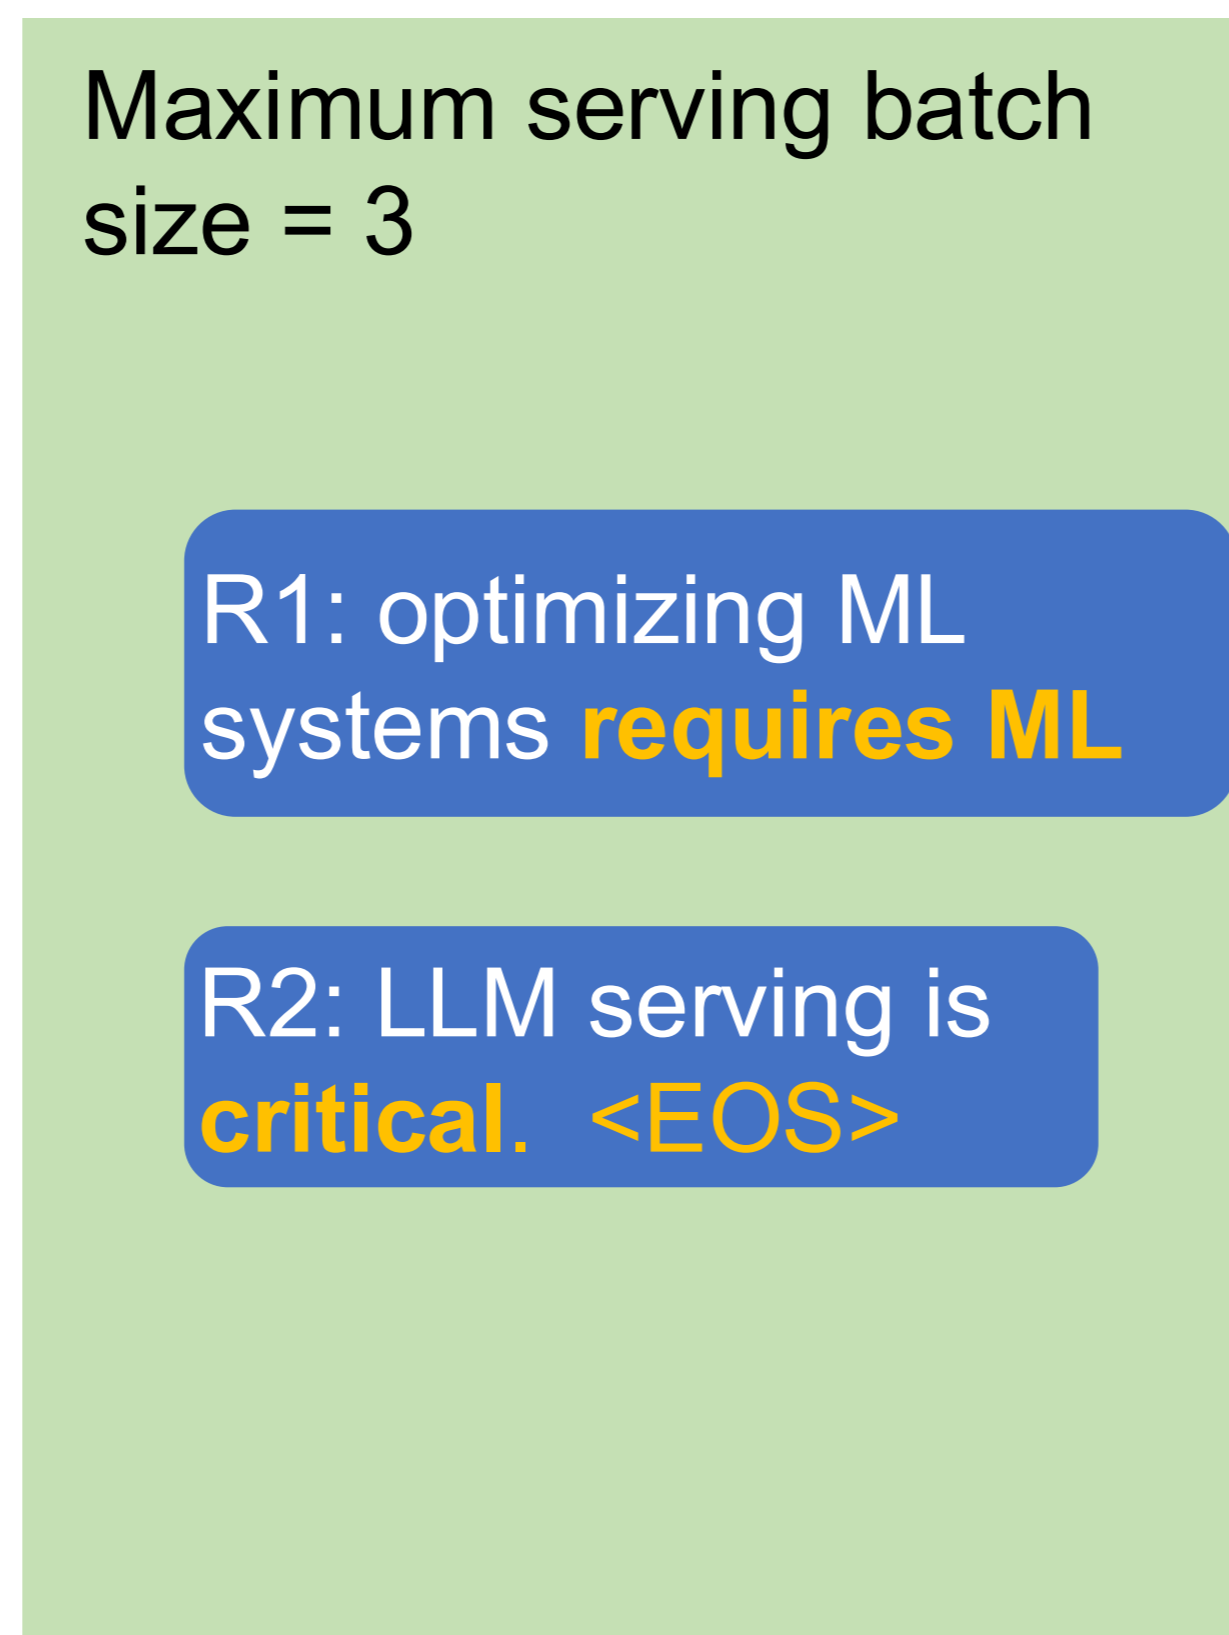 Maximum serving batch
size = 3
R1: optimizing ML
systems requires ML
R2: LLM serving is
critical.  <EOS>